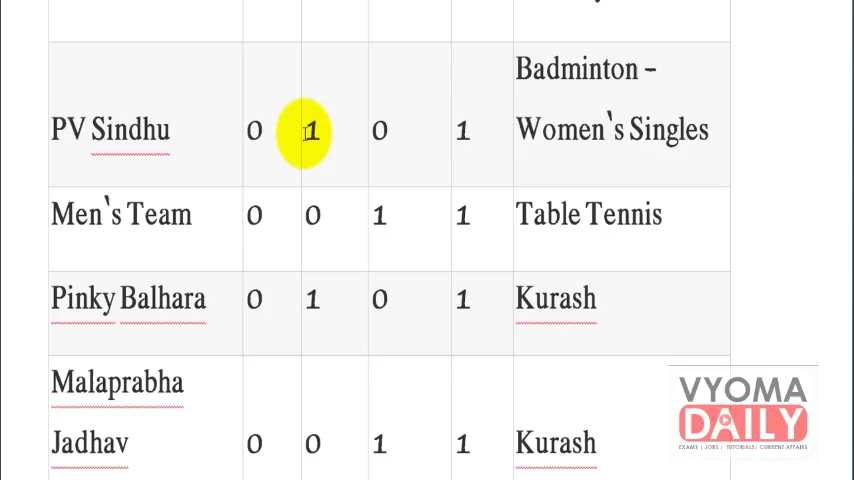 Badminton –
PV Sindhu 0 1 0 1 Women's Singles
Men's Team 0 0 1 1 Table Tennis
Pinky Balhara 0 1 0 1 Kurash
Malaprabha
Jadhav 0 0 1 1 Kurash
VYOMA
DAILY
EXAMS | JOBS | TUTORIALS | CURRENT AFFAIRS